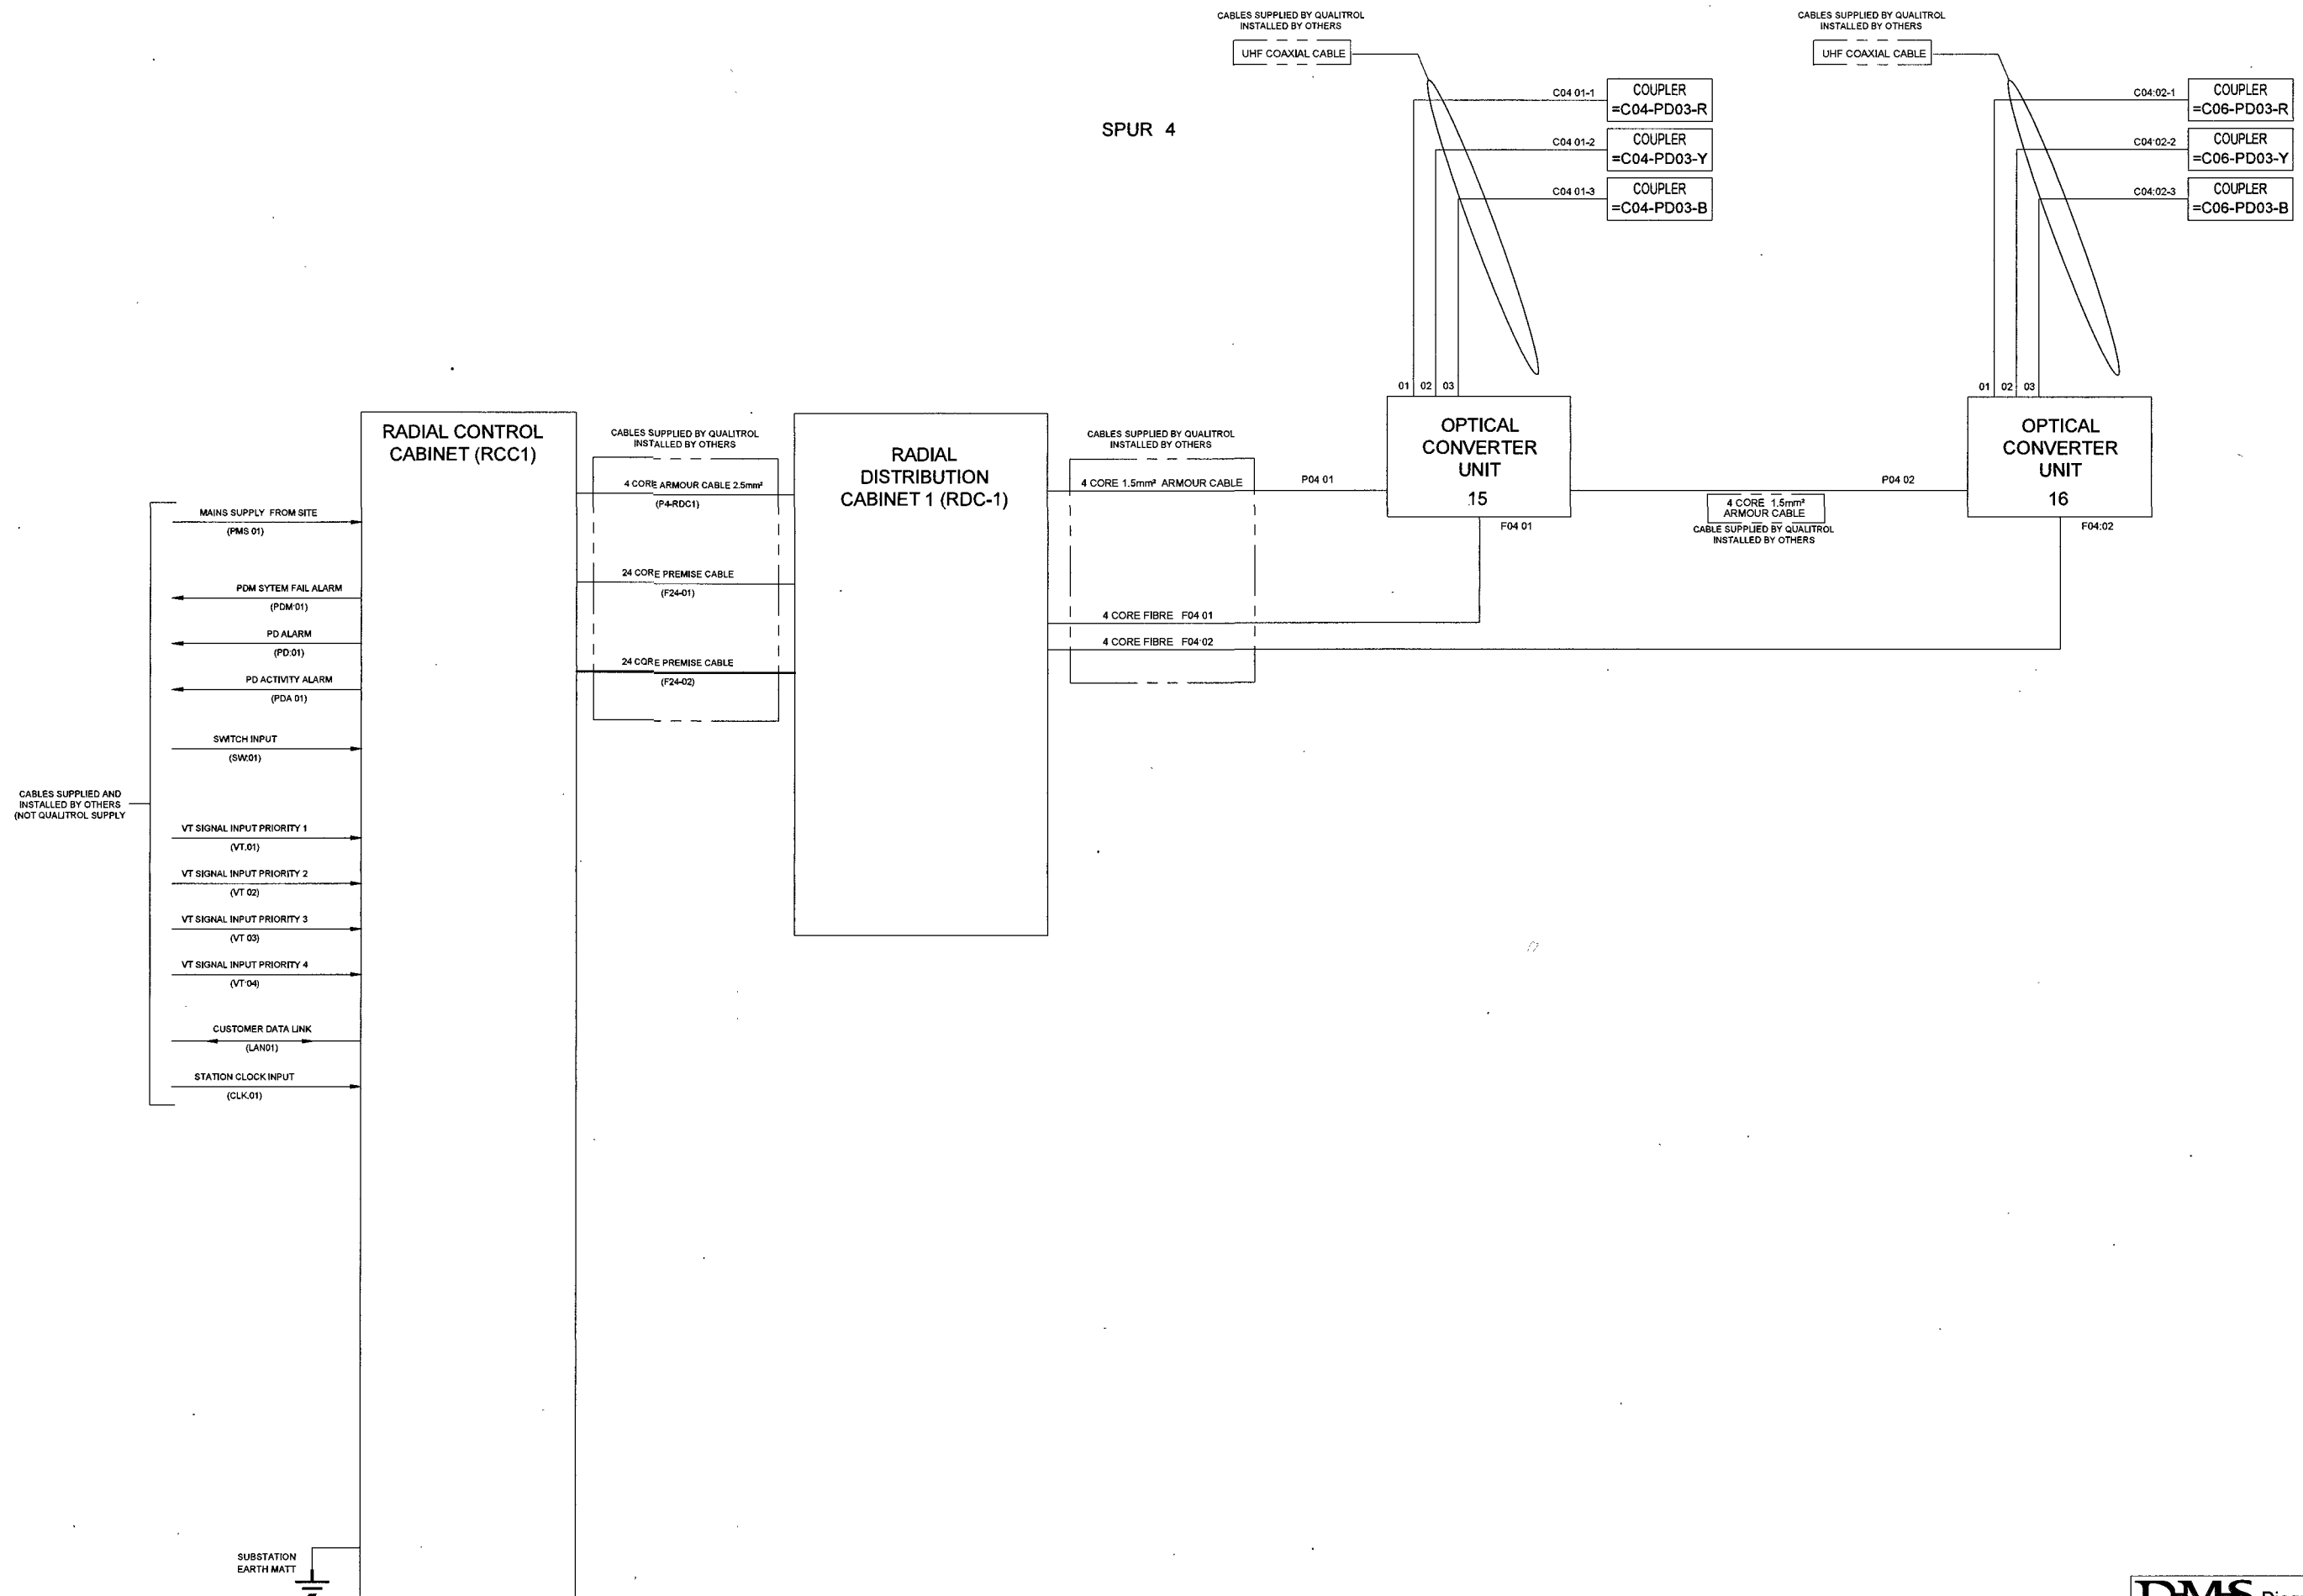 CABLES SUPPLIED BY QUALITROL
INSTALLED BY OTHERS
UHF COAXIAL CABLE
CABLES SUPPLIED BY QUALITROL
INSTALLED BY OTHERS
UHF COAXIAL CABLE
SPUR 4
C04 01-1
COUPLER
=C04-PD03-R
C04 01-2
COUPLER
=C04-PD03-Y
C04 01-3
COUPLER
=C04-PD03-B
C04:02-1
COUPLER
=C06-PD03-R
C04:02-2
COUPLER
=C06-PD03-Y
C04:02-3
COUPLER
=C06-PD03-B
01 02 03
OPTICAL
CONVERTER
UNIT
15
F04 01
01 02 03
OPTICAL
CONVERTER
UNIT
16
F04:02
RADIAL CONTROL
CABINET (RCC1)
CABLES SUPPLIED BY QUALITROL
INSTALLED BY OTHERS
4 CORE ARMOUR CABLE 2.5mm²
(P4-RDC1)
24 CORE PREMISE CABLE
(F24-01)
24 CORE PREMISE CABLE
(F24-02)
RADIAL
DISTRIBUTION
CABINET 1 (RDC-1)
CABLES SUPPLIED BY QUALITROL
INSTALLED BY OTHERS
4 CORE 1.5mm² ARMOUR CABLE
P04 01
P04 02
4 CORE 1.5mm²
ARMOUR CABLE
CABLE SUPPLIED BY QUALITROL
INSTALLED BY OTHERS
4 CORE FIBRE F04 01
4 CORE FIBRE F04:02
MAINS SUPPLY FROM SITE
(PMS 01)
PDM SYTEM FAIL ALARM
(PDM:01)
PD ALARM
(PD:01)
PD ACTIVITY ALARM
(PDA 01)
SWITCH INPUT
(SW:01)
CABLES SUPPLIED AND
INSTALLED BY OTHERS
(NOT QUALITROL SUPPLY
VT SIGNAL INPUT PRIORITY 1
(VT.01)
VT SIGNAL INPUT PRIORITY 2
(VT 02)
VT SIGNAL INPUT PRIORITY 3
(VT 03)
VT SIGNAL INPUT PRIORITY 4
(VT:04)
CUSTOMER DATA LINK
(LAN01)
STATION CLOCK INPUT
(CLK.01)
SUBSTATION
EARTH MATT
DMS